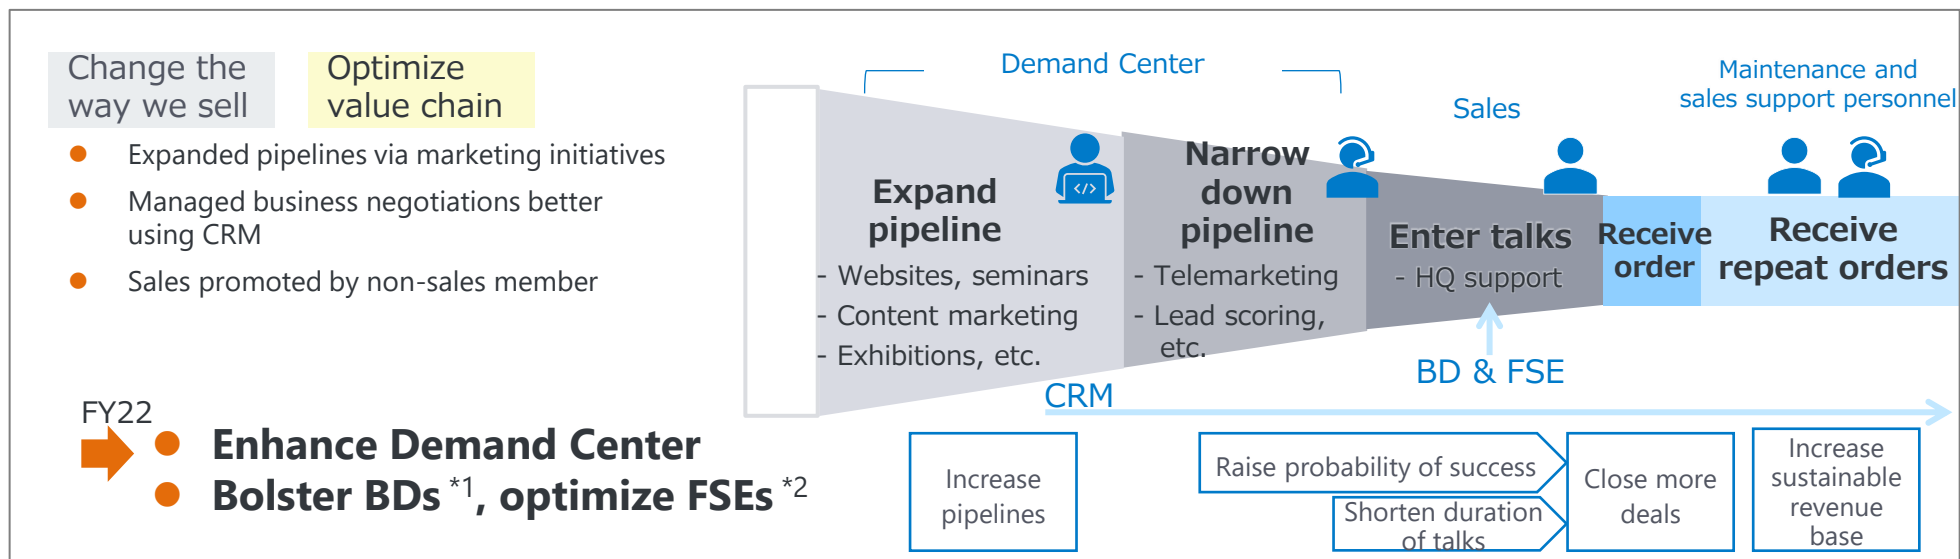 Change the
way we sell
Optimize
value chain
● Expanded pipelines via marketing initiatives
● Managed business negotiations better
using CRM
● Sales promoted by non-sales member
FY22
● Enhance Demand Center
● Bolster BDs *1, optimize FSEs *2
Demand Center
Sales
Maintenance and
sales support personnel
Expand
pipeline
- Websites, seminars
- Content marketing
- Exhibitions, etc.
</>
Narrow
down
pipeline
- Telemarketing
- Lead scoring,
etc.
Enter talks
- HQ support
Receive
order
Receive
repeat orders
BD & FSE
CRM
Increase
pipelines
Raise probability of success
Shorten duration
of talks
Close more
deals
Increase
sustainable
revenue
base